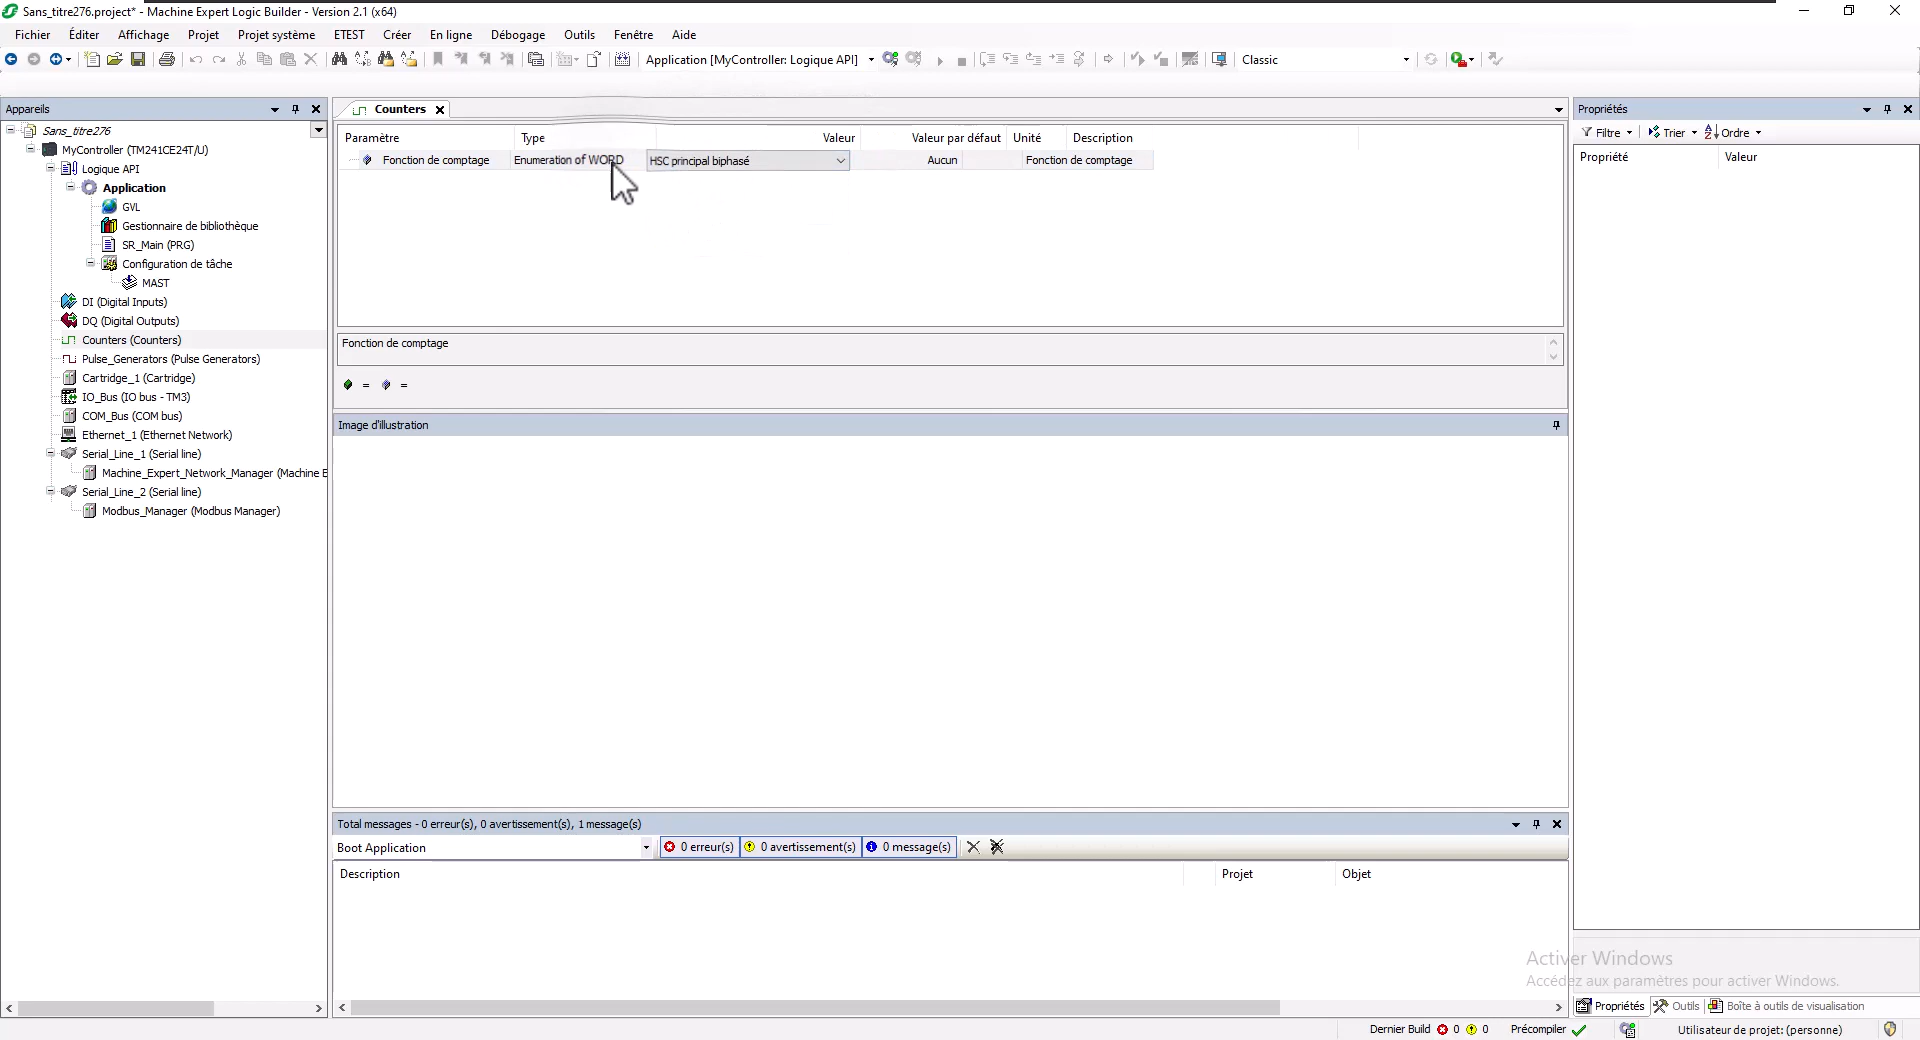 Sans_titre276.project* - Machine Expert Logic Builder - Version 2.1 (x64)
Fichier Éditer Affichage Projet Projet système ETEST Créer En ligne Débogage Outils Fenêtre Aide
Application [MyController: Logique API] Classic
Appareils
Sans_titre276
MyController (TM241CE24T/U)
Logique API
Application
GVL
Gestionnaire de bibliothèque
SR_Main (PRG)
Configuration de tâche
MAST
DI (Digital Inputs)
DQ (Digital Outputs)
Counters (Counters)
Pulse_Generators (Pulse Generators)
Cartridge_1 (Cartridge)
IO_Bus (IO bus - TM3)
COM_Bus (COM bus)
Ethernet_1 (Ethernet Network)
Serial_Line_1 (Serial line)
Machine_Expert_Network_Manager (Machine E
Serial_Line_2 (Serial line)
Modbus_Manager (Modbus Manager)
Counters
Paramètre Type Valeur Valeur par défaut Unité Description
Fonction de comptage Enumeration of WORD HSC principal biphasé Aucun Fonction de comptage
Fonction de comptage
= =
Image d'illustration
Total messages - 0 erreur(s), 0 avertissement(s), 1 message(s)
Boot Application 0 erreur(s) 0 avertissement(s) 0 message(s)
Description Projet Objet
Propriétés
Filtre Trier Ordre
Propriété Valeur
Activer Windows
Accédez aux paramètres pour activer Windows.
Propriétés Outils Boîte à outils de visualisation
Dernier Build 0 0 Précompiler Utilisateur de projet: (personne)